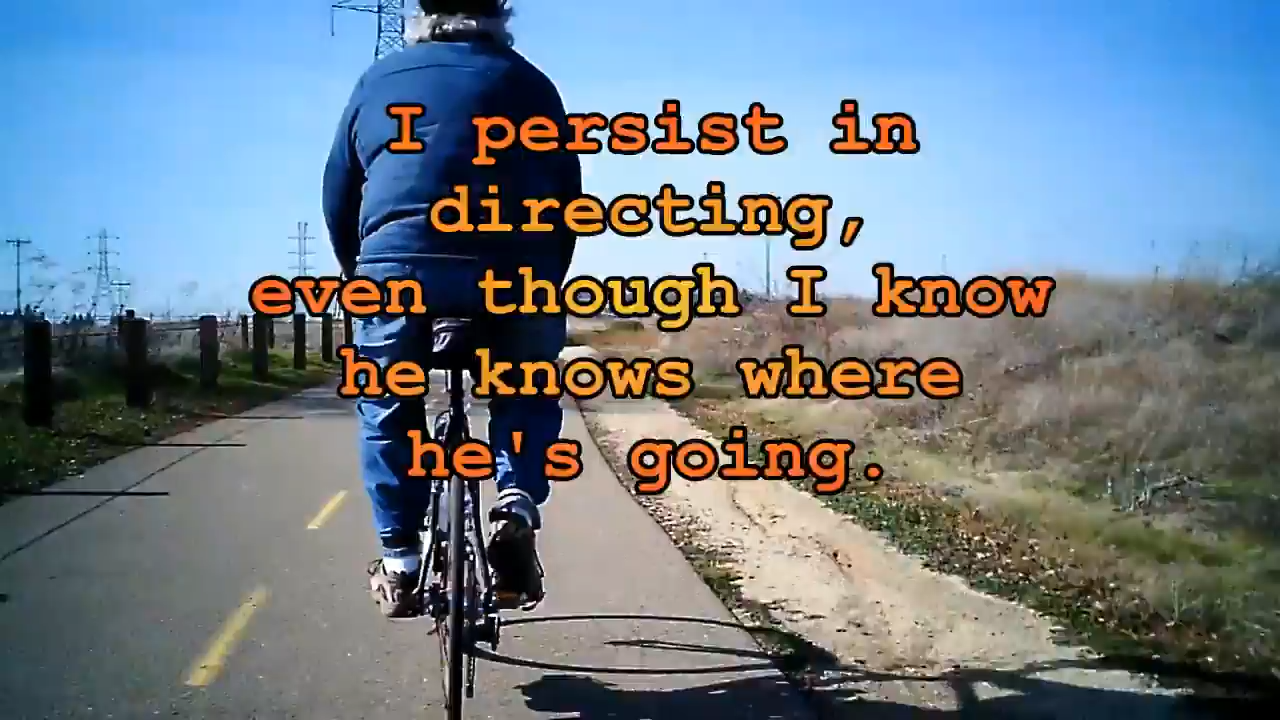 I persist in
directing,
even though I know
he knows where
he's going.